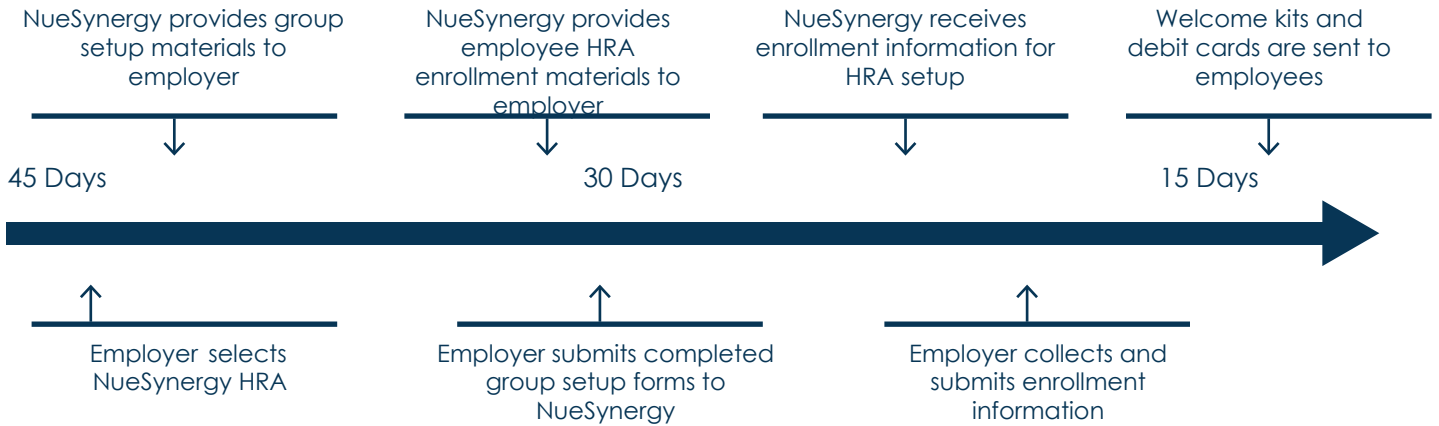 NueSynergy provides group
setup materials to
employer
NueSynergy provides
employee HRA
enrollment materials to
employer
NueSynergy receives
enrollment information for
HRA setup
Welcome kits and
debit cards are sent to
employees
45 Days
30 Days
15 Days
Employer selects
NueSynergy HRA
Employer submits completed
group setup forms to
NueSynergy
Employer collects and
submits enrollment
information